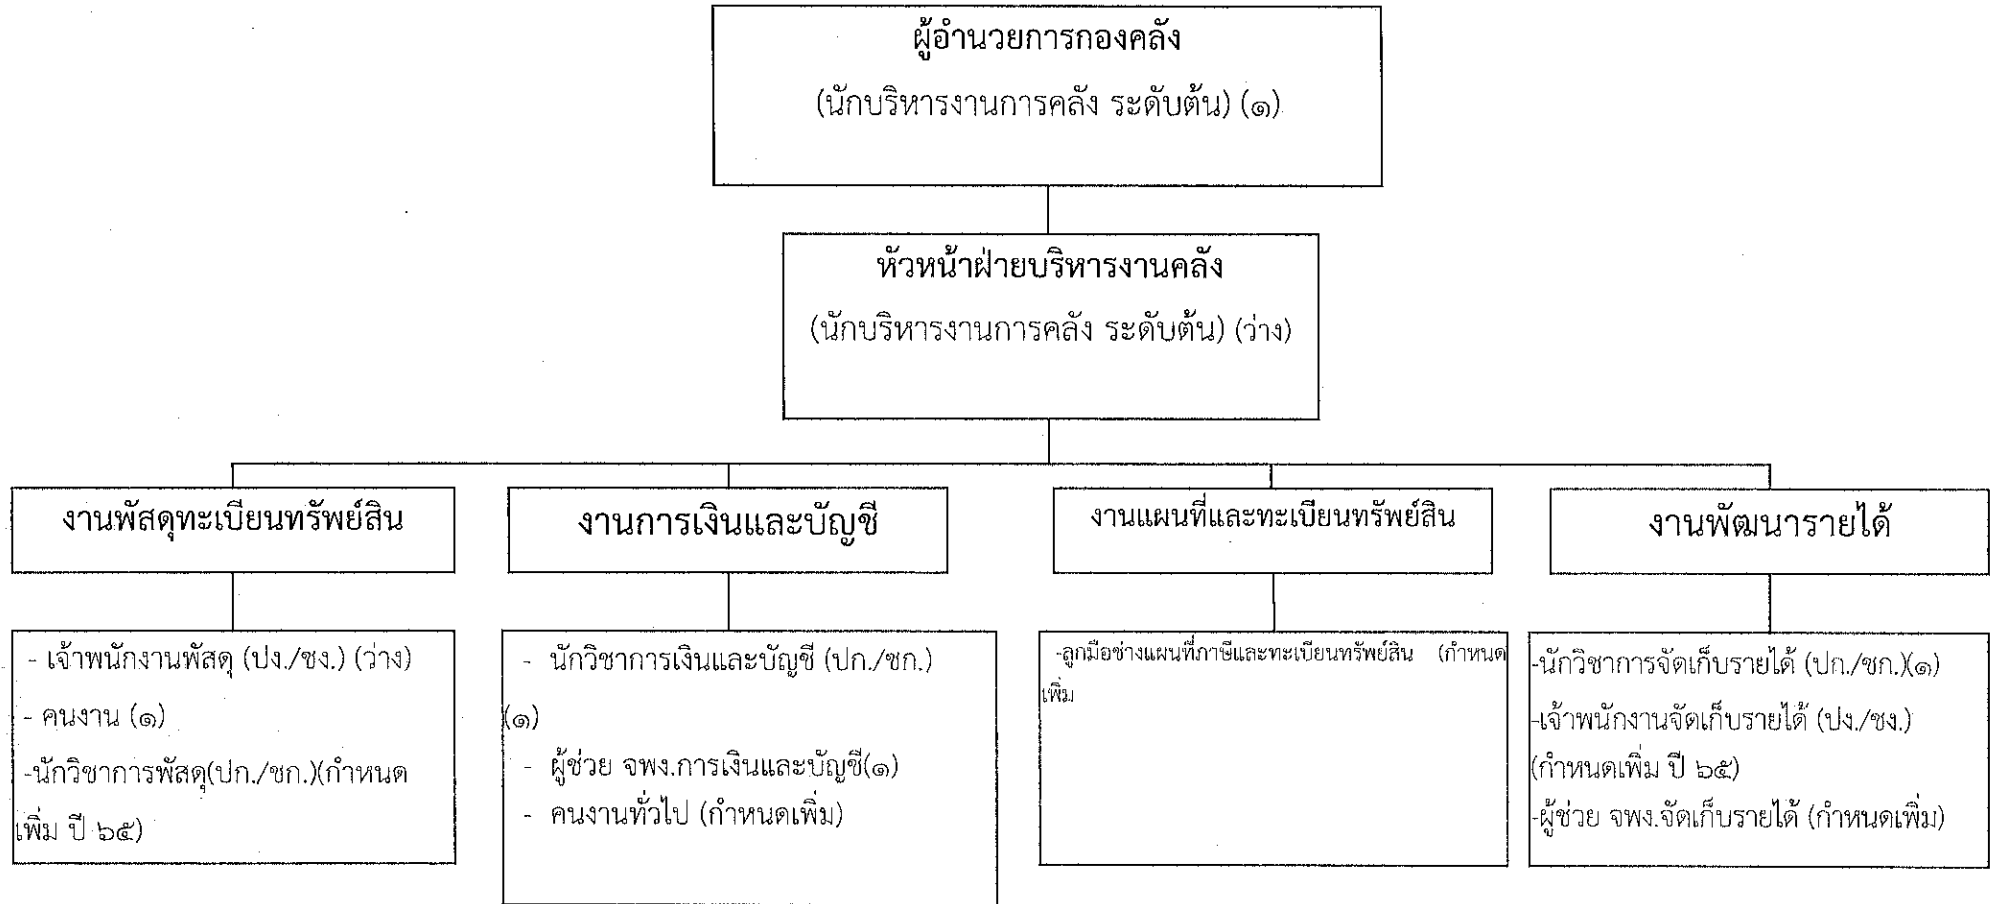 ผู้อำนวยการกองคลัง
(นักบริหารงานการคลัง ระดับต้น) (๑)
หัวหน้าฝ่ายบริหารงานคลัง
(นักบริหารงานการคลัง ระดับต้น) (ว่าง)
งานพัสดุทะเบียนทรัพย์สิน
- เจ้าพนักงานพัสดุ (ปง./ชง.) (ว่าง)
- คนงาน (๑)
-นักวิชาการพัสดุ(ปก./ชก.)(กำหนด
เพิ่ม ปี ๖๕)
งานการเงินและบัญชี
- นักวิชาการเงินและบัญชี (ปก./ชก.)
(๑)
- ผู้ช่วย จพง.การเงินและบัญชี(๑)
- คนงานทั่วไป (กำหนดเพิ่ม)
งานแผนที่และทะเบียนทรัพย์สิน
-ลูกมือช่างแผนที่ภาษีและทะเบียนทรัพย์สิน (กำหนด
เพิ่ม
งานพัฒนารายได้
-นักวิชาการจัดเก็บรายได้ (ปก./ชก.)(๑)
-เจ้าพนักงานจัดเก็บรายได้ (ปง./ชง.)
(กำหนดเพิ่ม ปี ๖๕)
-ผู้ช่วย จพง.จัดเก็บรายได้ (กำหนดเพิ่ม)